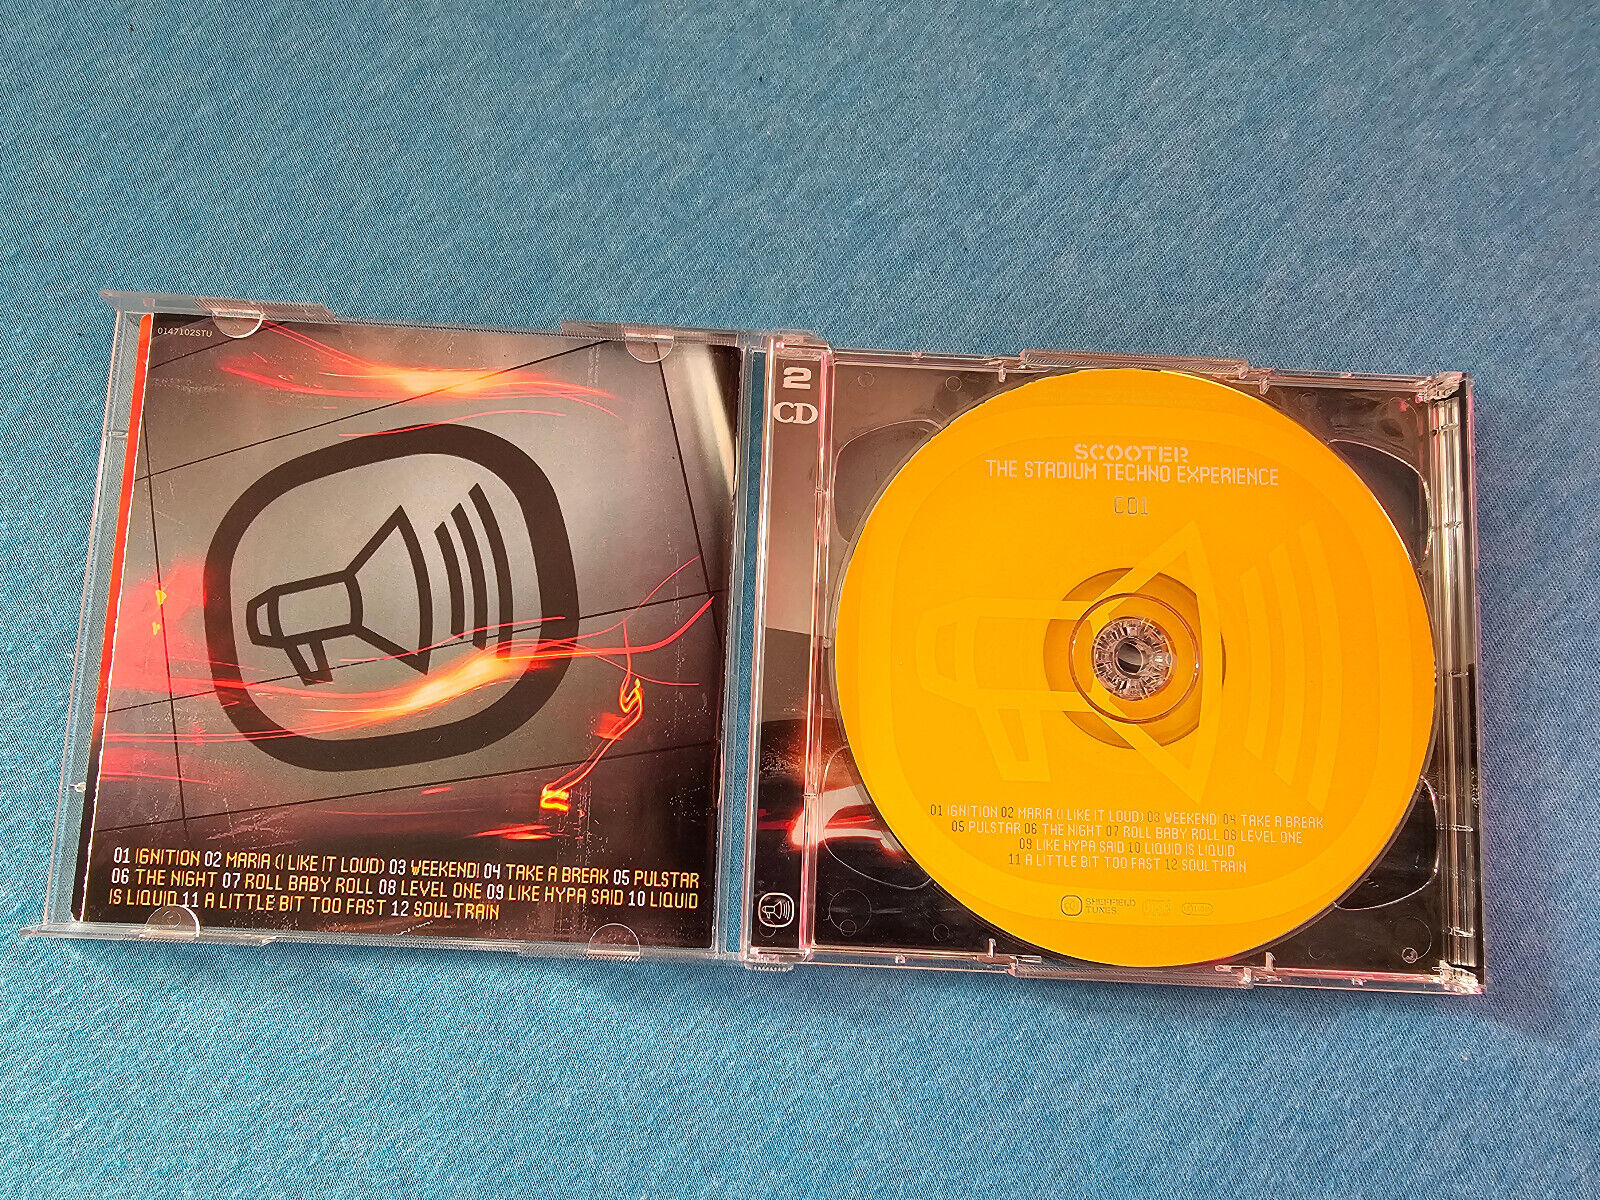 0147102STU
01 IGNITION 02 MARIA (I LIKE IT LOUD) 03 WEEKEND! 04 TAKE A BREAK 05 PULSTAR
06 THE NIGHT 07 ROLL BABY ROLL 08 LEVEL ONE 09 LIKE HYPA SAID 10 LIQUID
IS LIQUID 11 A LITTLE BIT TOO FAST 12 SOUL TRAIN
2
CD
SCOOTER
THE STADIUM TECHNO EXPERIENCE
CD1
01 IGNITION 02 MARIA (I LIKE IT LOUD) 03 WEEKEND! 04 TAKE A BREAK
05 PULSTAR 06 THE NIGHT 07 ROLL BABY ROLL 08 LEVEL ONE
09 LIKE HYPA SAID 10 LIQUID IS LIQUID
11 A LITTLE BIT TOO FAST 12 SOUL TRAIN
SHEFFIELD
TUNES